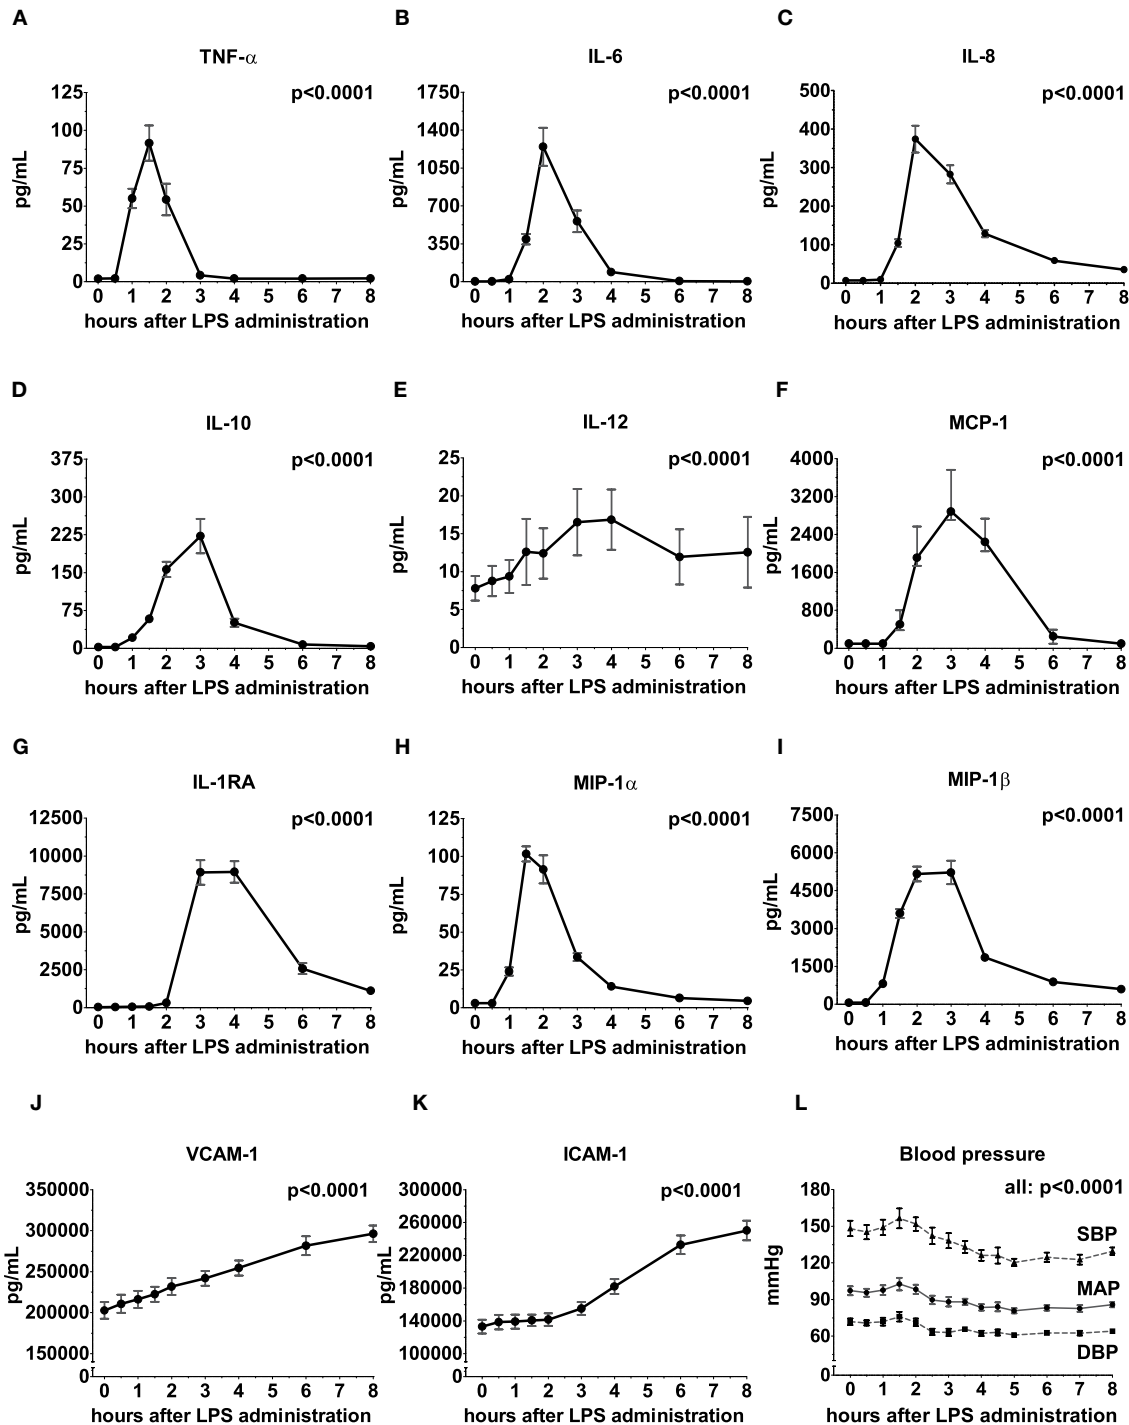 A B C
TNF-α IL-6 IL-8
p<0.0001 p<0.0001 p<0.0001
125 100 75 50 25 0
pg/mL
0 1 2 3 4 5 6 7 8
hours after LPS administration
1750 1400 1050 700 350 0
pg/mL
0 1 2 3 4 5 6 7 8
hours after LPS administration
500 400 300 200 100 0
pg/mL
0 1 2 3 4 5 6 7 8
hours after LPS administration
D E F
IL-10 IL-12 MCP-1
p<0.0001 p<0.0001 p<0.0001
375 300 225 150 75 0
pg/mL
0 1 2 3 4 5 6 7 8
hours after LPS administration
25 20 15 10 5 0
pg/mL
0 1 2 3 4 5 6 7 8
hours after LPS administration
4000 3200 2400 1600 800 0
pg/mL
0 1 2 3 4 5 6 7 8
hours after LPS administration
G H I
IL-1RA MIP-1α MIP-1β
p<0.0001 p<0.0001 p<0.0001
12500 10000 7500 5000 2500 0
pg/mL
0 1 2 3 4 5 6 7 8
hours after LPS administration
125 100 75 50 25 0
pg/mL
0 1 2 3 4 5 6 7 8
hours after LPS administration
7500 6000 4500 3000 1500 0
pg/mL
0 1 2 3 4 5 6 7 8
hours after LPS administration
J K L
VCAM-1 ICAM-1 Blood pressure
p<0.0001 p<0.0001 all: p<0.0001
350000 300000 250000 200000 150000 0
pg/mL
0 1 2 3 4 5 6 7 8
hours after LPS administration
300000 260000 220000 180000 140000 100000 0
pg/mL
0 1 2 3 4 5 6 7 8
hours after LPS administration
180 150 120 90 60 0
mmHg
SBP
MAP
DBP
0 1 2 3 4 5 6 7 8
hours after LPS administration